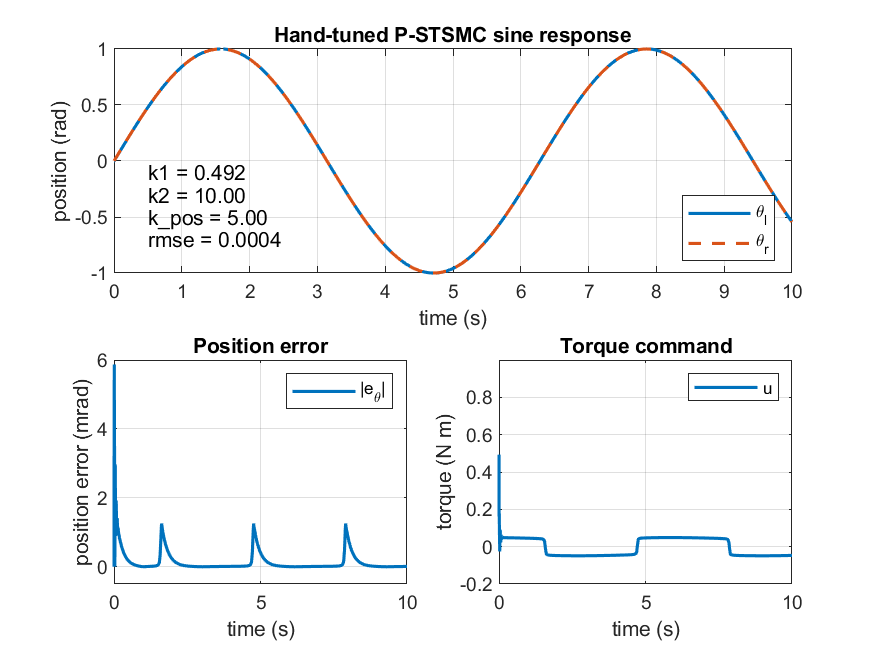 Hand-tuned P-STSMC sine response
1
0.5
0
-0.5
-1
position (rad)
k1 = 0.492
k2 = 10.00
k_pos = 5.00
rmse = 0.0004
θl
θr
0 1 2 3 4 5 6 7 8 9 10
time (s)
Position error
6
4
2
0
position error (mrad)
|eθ|
0 5 10
time (s)
Torque command
0.8
0.6
0.4
0.2
0
-0.2
torque (N m)
u
0 5 10
time (s)